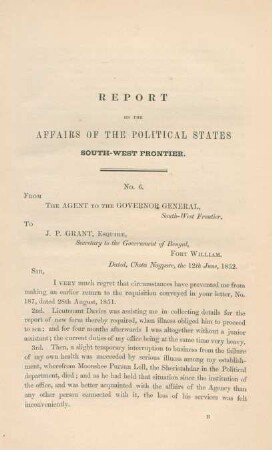 REPORT
ON THE
AFFAIRS OF THE POLITICAL STATES
SOUTH-WEST FRONTIER.
No. 6.
FROM
THE AGENT TO THE GOVERNOR GENERAL,
South-West Frontier,
TO
J. P. GRANT, ESQUIRE,
Secretary to the Government of Bengal,
FORT WILLIAM.
Dated, Chota Nagpore, the 12th June, 1852.
SIR,
I VERY much regret that circumstances have prevented me from
making an earlier return to the requisition conveyed in your letter, No.
187, dated 28th August, 1851.
2nd. Lieutenant Davies was assisting me in collecting details for the
new form thereby required, when illness obliged him to proceed
to sea; and for four months afterwards I was altogether without a junior
assistant; the current duties of my office being at the same time very heavy.
3rd. Then, a slight temporary interruption to business from the failure
of my own health was succeeded by serious illness among my establish-
ment, whereof Moonshee Punnah Loll, the Sherishtadar in the Political
department, died; and as he had held that situation since the institution of
the office, and was better acquainted with the affairs of the Agency than
any other person connected with it, the loss of his services was felt
inconveniently.
B